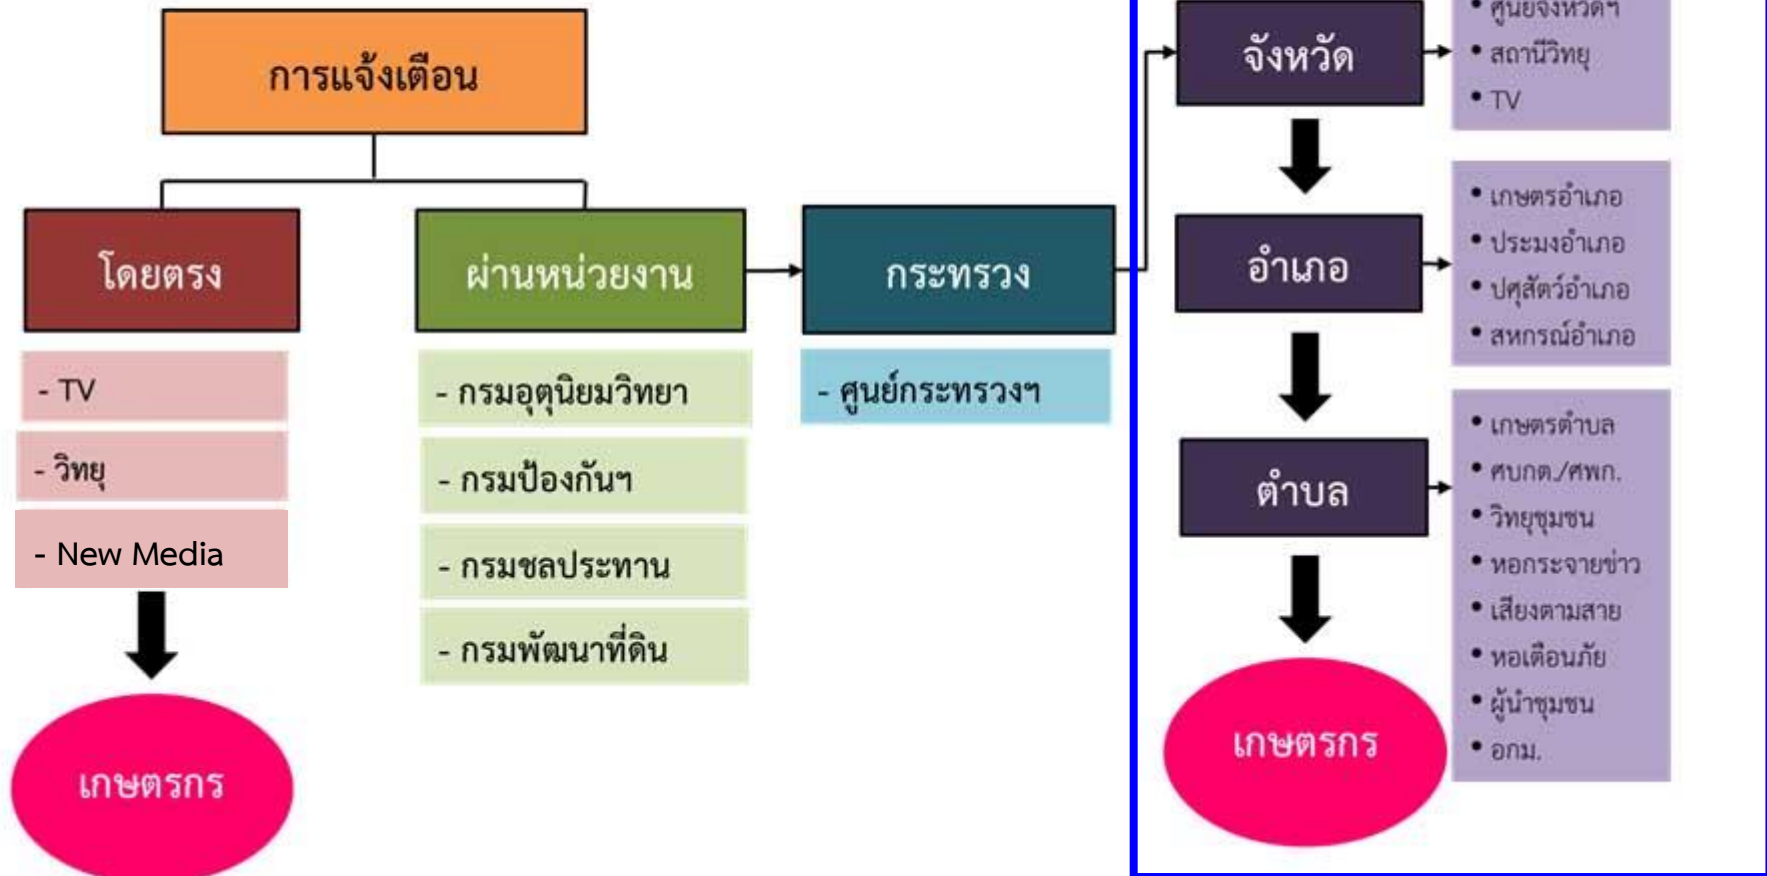 การแจ้งเตือน
โดยตรง
- TV
- วิทยุ
- New Media
เกษตรกร
ผ่านหน่วยงาน
- กรมอุตุนิยมวิทยา
- กรมป้องกันฯ
- กรมชลประทาน
- กรมพัฒนาที่ดิน
กระทรวง
- ศูนย์กระทรวงฯ
จังหวัด
• ศูนย์จังหวัดฯ
• สถานีวิทยุ
• TV
อำเภอ
• เกษตรอำเภอ
• ประมงอำเภอ
• ปศุสัตว์อำเภอ
• สหกรณ์อำเภอ
ตำบล
• เกษตรตำบล
• ศบกต./ศพก.
• วิทยุชุมชน
• หอกระจายข่าว
• เสียงตามสาย
• หอเตือนภัย
• ผู้นำชุมชน
• อกม.
เกษตรกร